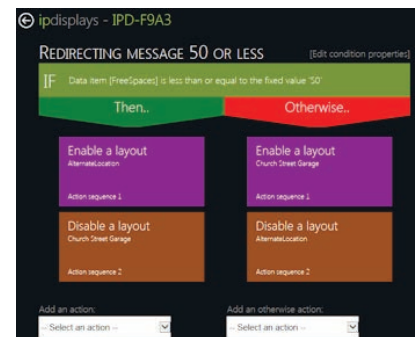 ipdisplays - IPD-F9A3
REDIRECTING MESSAGE 50 OR LESS
[Edit condition properties]
IF Data item [FreeSpaces] is less than or equal to the fixed value '50'
Then..
Otherwise..
Enable a layout
AlternateLocation
Action sequence 1
Enable a layout
Church Street Garage
Action sequence 1
Disable a layout
Church Street Garage
Action sequence 2
Disable a layout
AlternateLocation
Action sequence 2
Add an action:
-- Select an action --
Add an otherwise action:
-- Select an action --